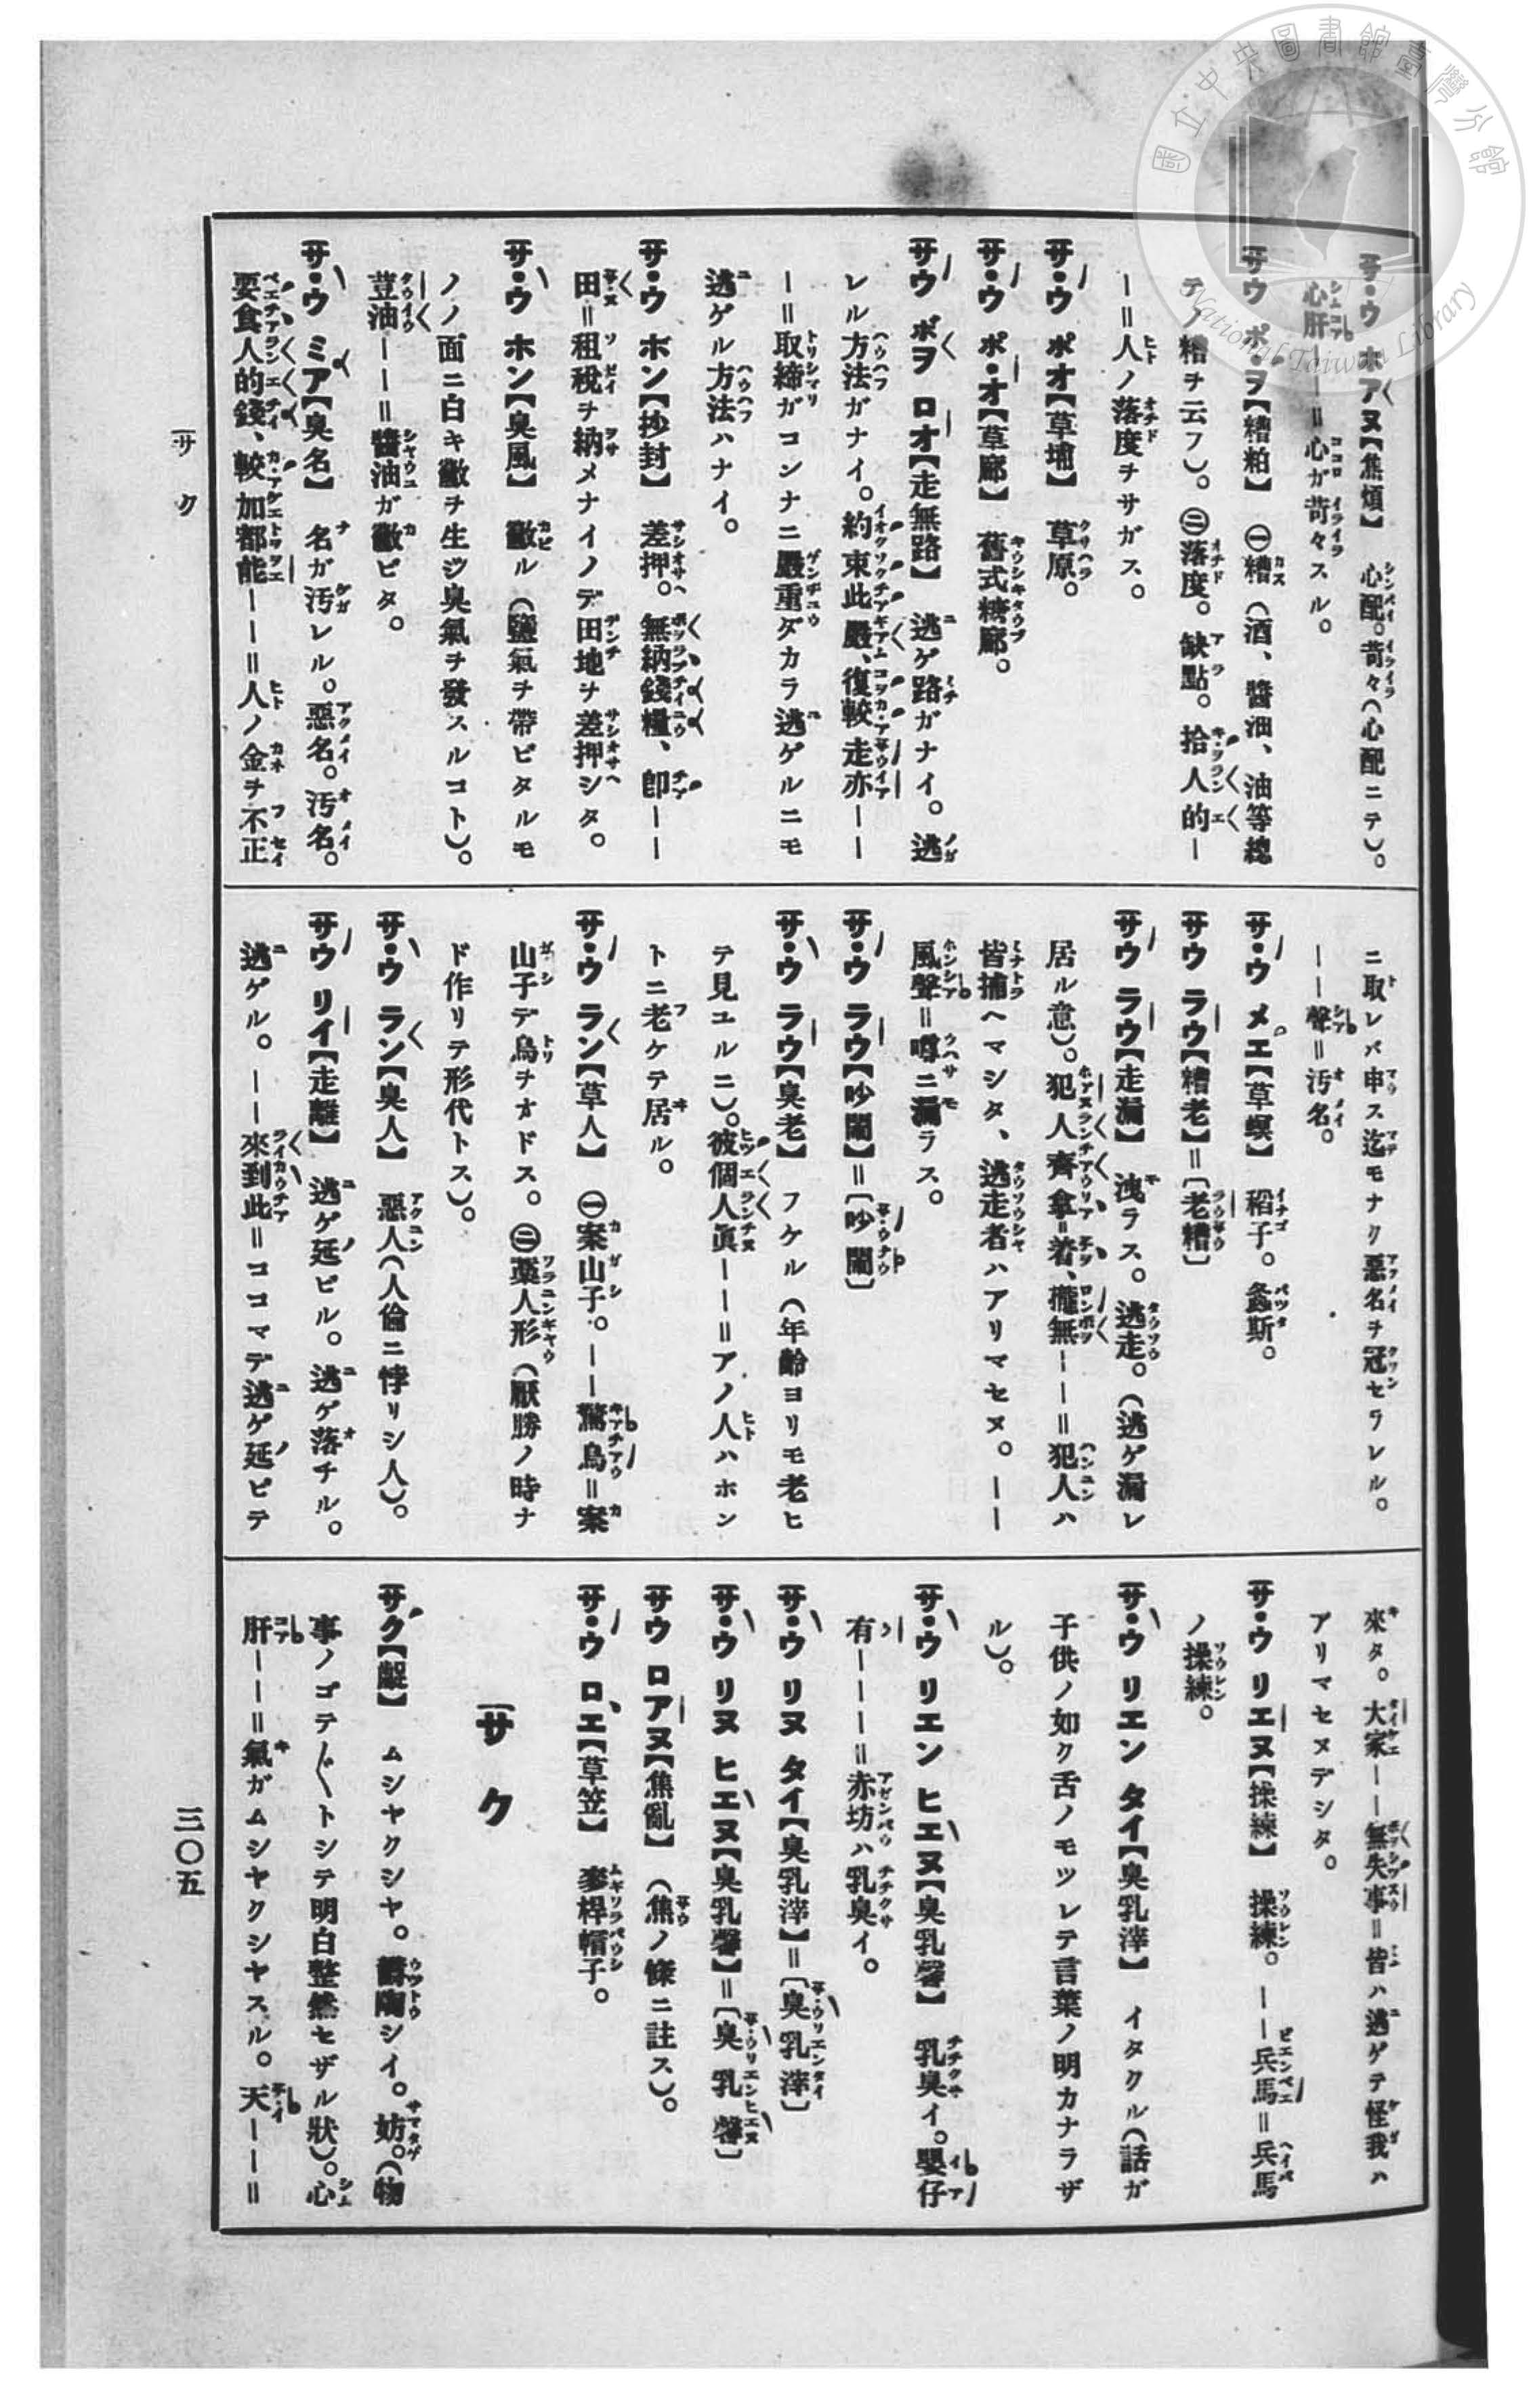 サ・ウ ホアヌ【焦煩】 心配。苛々(心配ニテ)。
心肝——＝心ガ苛々スル。
サウ ポ・ヲ【糟粕】 ㊀糟(酒、醬油、油等總
テノ糟チ云フ)。㊁落度。缺點。拾人的—
—＝人ノ落度チサガス。
サ・ウ ポオ【草埔】 草原。
サ・ウ ポ・オ【草廍】 舊式糖廍。
サウ ボヲ ロオ【走無路】 逃ゲ路ガナイ。逃
レル方法ガナイ。約束此嚴、復較走亦——
—＝取締ガコンナニ嚴重ダカラ逃ゲルニモ
逃ゲル方法ハナイ。
サ・ウ ホン【抄封】 差押。無納錢糧、卽——
田＝租稅チ納メナイノデ田地チ差押シタ。
サ・ウ ホン【臭風】 黴ル(鹽氣チ帶ビタルモ
ノノ面ニ白キ黴チ生ジ臭氣チ發スルコト)。
荳油——＝醬油ガ黴ビタ。
サ・ウ ミア【臭名】 名ガ汚レル。惡名。汚名。
要食人的錢、較加都能——＝人ノ金チ不正
ニ取レバ申ス迄モナク惡名チ冠セラレル。
——聲＝汚名。
サ・ウ メエ【草螟】 稻子。螽斯。
サウ ラウ【糟老】＝〔老糟〕
サウ ラウ【走漏】 洩ラス。逃走。(逃ゲ漏レ
居ル意)。犯人齊拿＝着、攏無——＝犯人ハ
皆捕ヘマシタ、逃走者ハアリマセヌ。——
風聲＝噂ニ漏ラス。
サ・ウ ラウ【吵鬧】＝〔吵鬧〕
サ・ウ ラウ【臭老】 フケル(年齡ヨリモ老ヒ
テ見ユルニ)。彼個人眞——＝アノ人ハホン
トニ老ケテ居ル。
サ・ウ ラン【草人】 ㊀案山子。——驚鳥＝案
山子デ鳥チオドス。㊁藁人形(厭勝ノ時ナ
ド作リテ形代トス)。
サ・ウ ラン【臭人】 惡人(人倫ニ悖リシ人)。
サウ リイ【走離】 逃ゲ延ビル。逃ゲ落チル。
逃ゲル。——來到此＝ココマデ逃ゲ延ビテ
來タ。大家——無失事＝皆ハ逃ゲテ怪我ハ
アリマセヌデシタ。
サ・ウ リエヌ【操練】 操練。——兵馬＝兵馬
ノ操練。
サ・ウ リエン タイ【臭乳滓】 イタクル(話ガ
子供ノ如ク舌ノモツレテ言葉ノ明カナラザ
ル)。
サ・ウ リエン ヒエヌ【臭乳馨】 乳臭イ。嬰仔
有———＝赤坊ハ乳臭イ。
サ・ウ リヌ タイ【臭乳滓】＝〔臭乳滓〕
サ・ウ リヌ ヒエヌ【臭乳馨】＝〔臭乳馨〕
サウ ロアヌ【焦亂】 (焦ノ條ニ註ス)。
サ・ウ ロ・エ【草笠】 麥桿帽子。
サク
サク ムシヤクシヤ。鬱陶シイ。妨。(物
事ノゴテ〱トシテ明白整然セザル狀)。心
肝——＝氣ガムシヤクシヤスル。天——＝
サク
三〇五
國立中央圖書館臺灣分館
National Taiwan Library